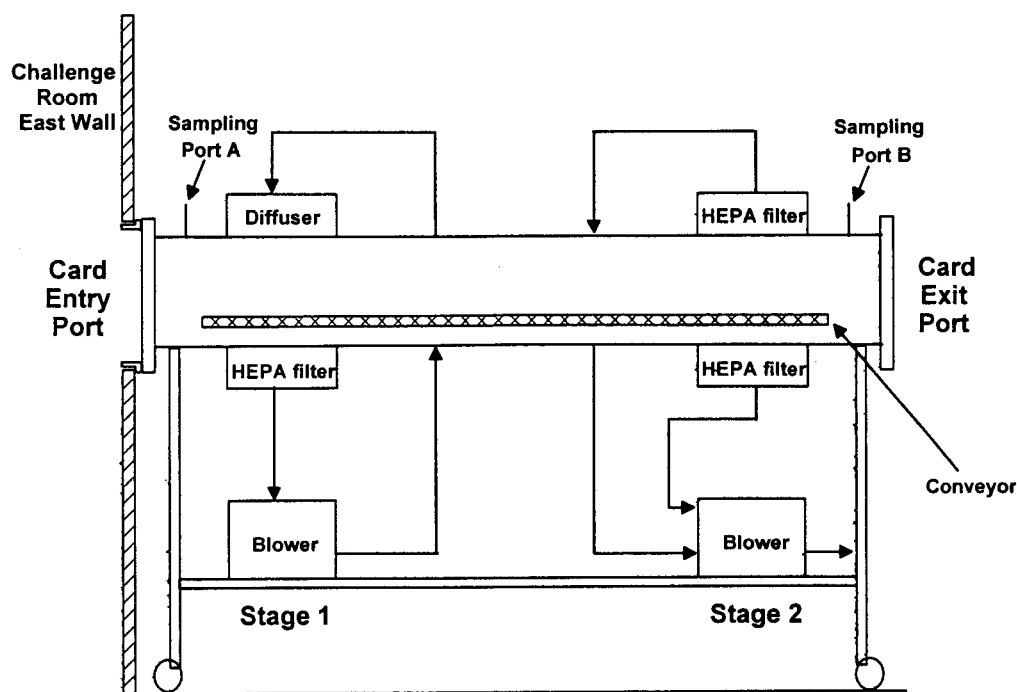 Challenge
Room
East Wall
Sampling
Port A
Sampling
Port B
Diffuser
HEPA filter
Card
Entry
Port
Card
Exit
Port
HEPA filter
HEPA filter
Conveyor
Blower
Blower
Stage 1
Stage 2